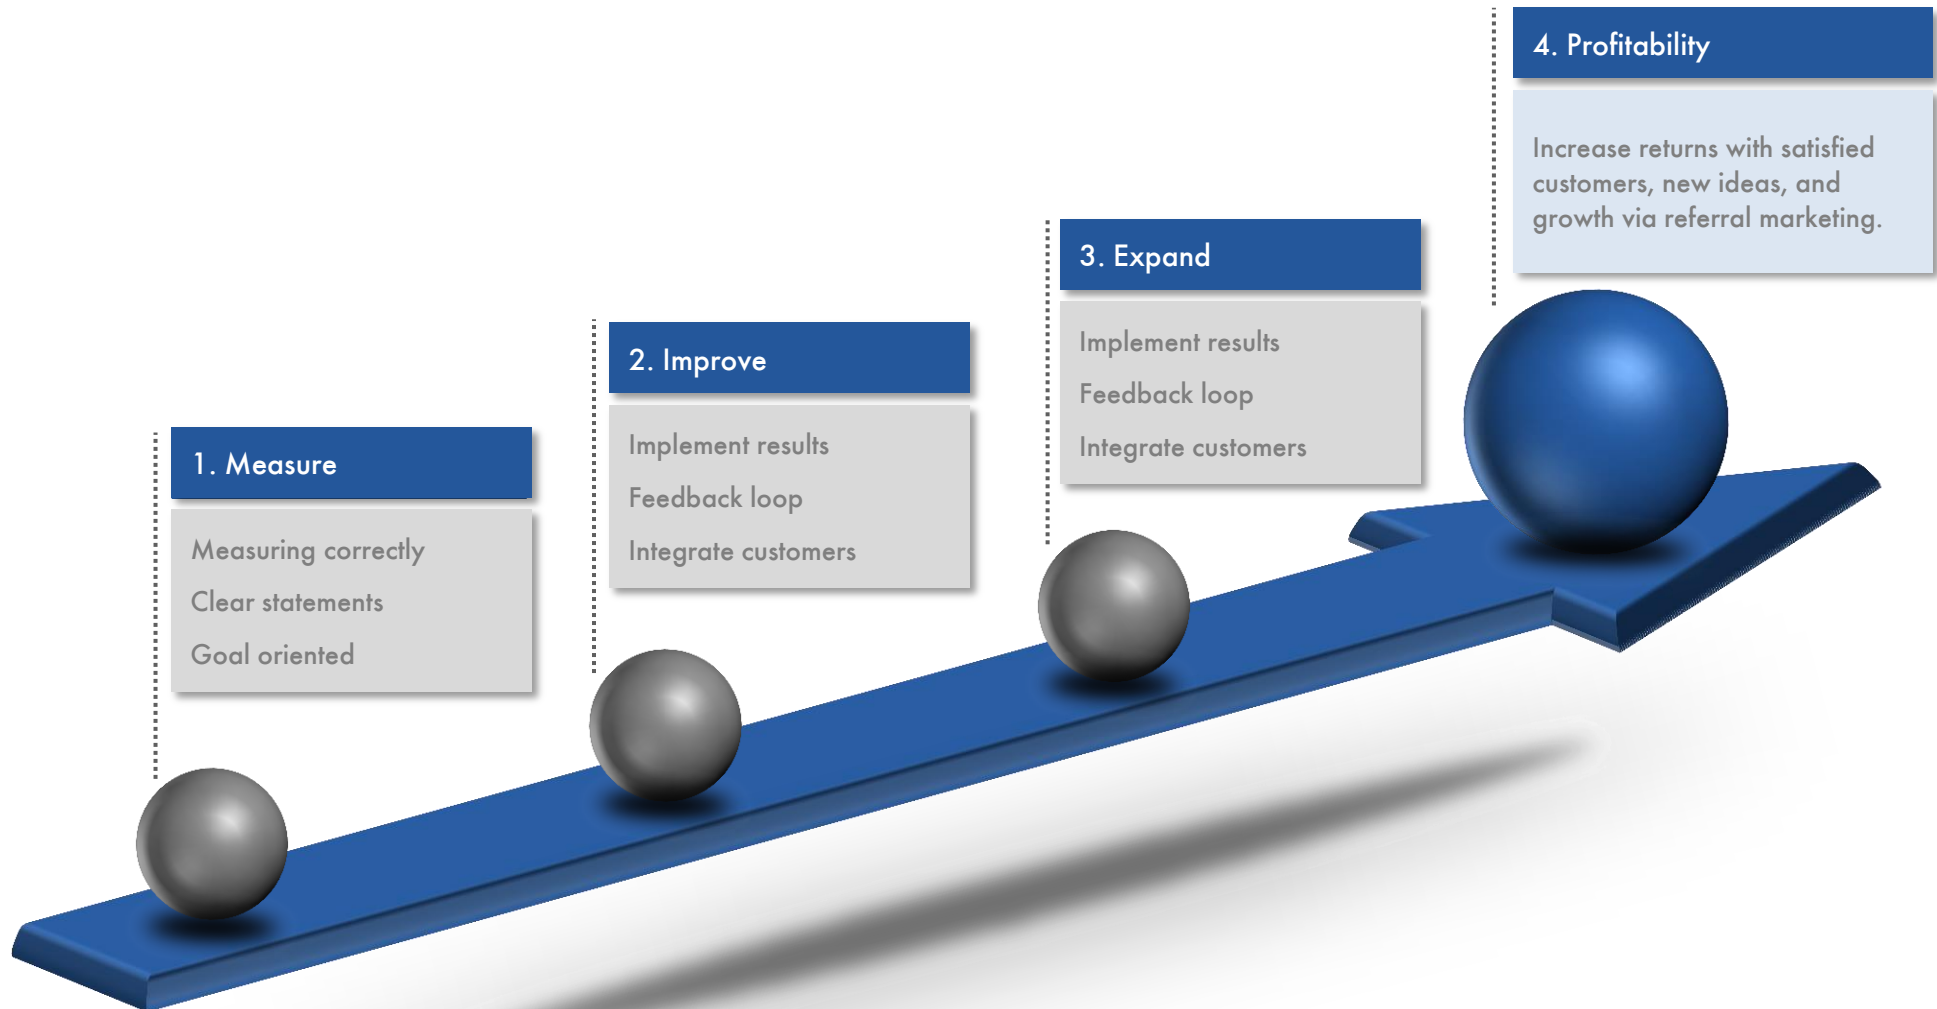 1. Measure
Measuring correctly
Clear statements
Goal oriented
2. Improve
Implement results
Feedback loop
Integrate customers
3. Expand
Implement results
Feedback loop
Integrate customers
4. Profitability
Increase returns with satisfied
customers, new ideas, and
growth via referral marketing.